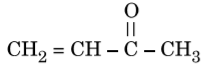 O
||
CH₂ = CH – C – CH₃